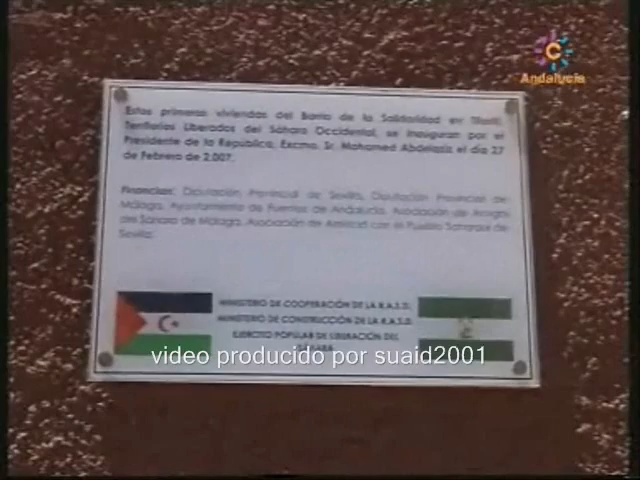 C
Andalucía
Estas primeras viviendas del Barrio de la Solidaridad en Tifariti,
Territorios Liberados del Sáhara Occidental, se inauguran por el
Presidente de la República, Excmo. Sr. Mohamed Abdelaziz el día 27
de Febrero de 2.007.
Financian: Diputación Provincial de Sevilla, Diputación Provincial de
Málaga, Ayuntamiento de Fuentes de Andalucía, Asociación de Amigos
del Sáhara de Málaga, Asociación de Amistad con el Pueblo Saharaui de
Sevilla.
MINISTERIO DE COOPERACIÓN DE LA R.A.S.D.
MINISTERIO DE CONSTRUCCIÓN DE LA R.A.S.D.
EJERCITO POPULAR DE LIBERACIÓN DEL
video producido por suaid2001